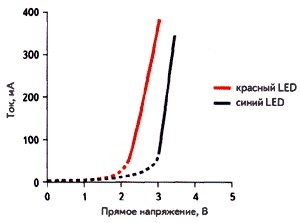 400
300
200
100
0
Ток, мА
0 1 2 3 4 5
Прямое напряжение, В
красный LED
синий LED